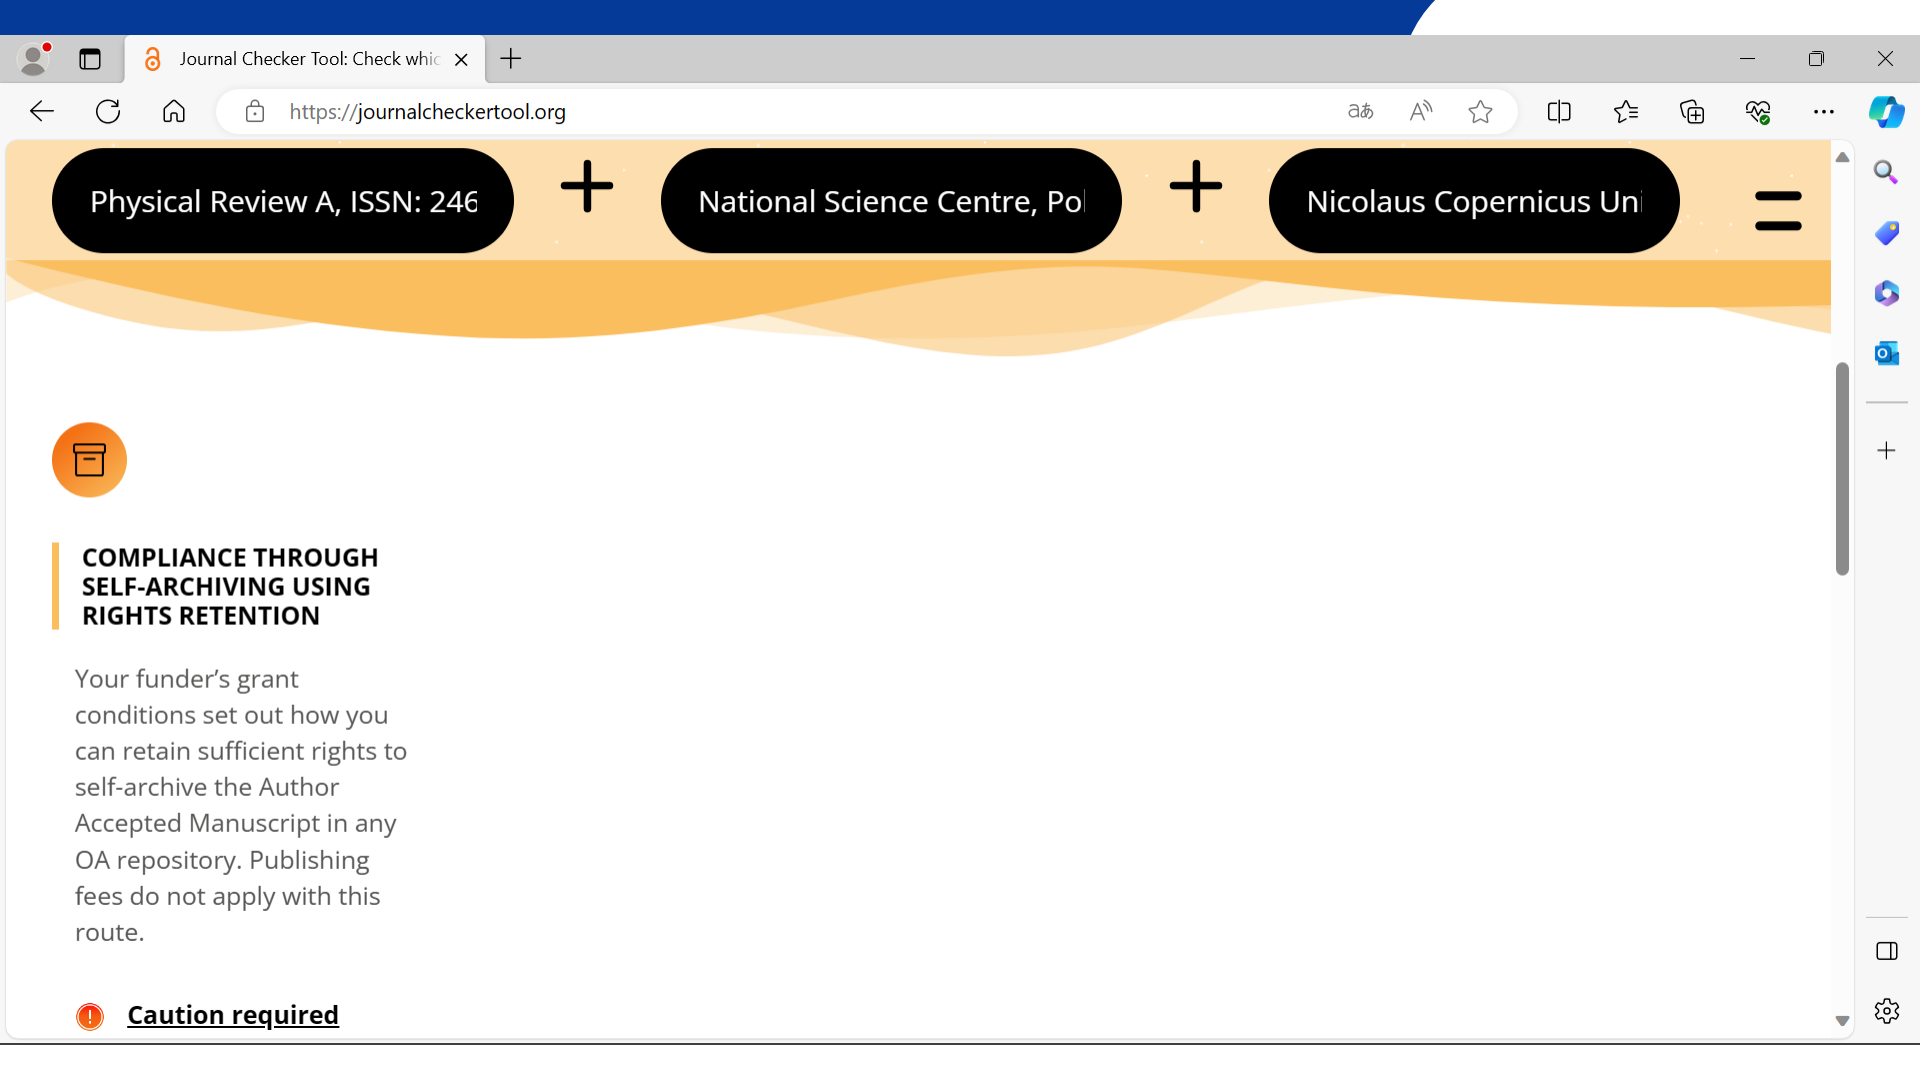 Journal Checker Tool: Check whic
https://journalcheckertool.org
Physical Review A, ISSN: 246
National Science Centre, Pol
Nicolaus Copernicus Uni
COMPLIANCE THROUGH
SELF-ARCHIVING USING
RIGHTS RETENTION
Your funder’s grant
conditions set out how you
can retain sufficient rights to
self-archive the Author
Accepted Manuscript in any
OA repository. Publishing
fees do not apply with this
route.
Caution required